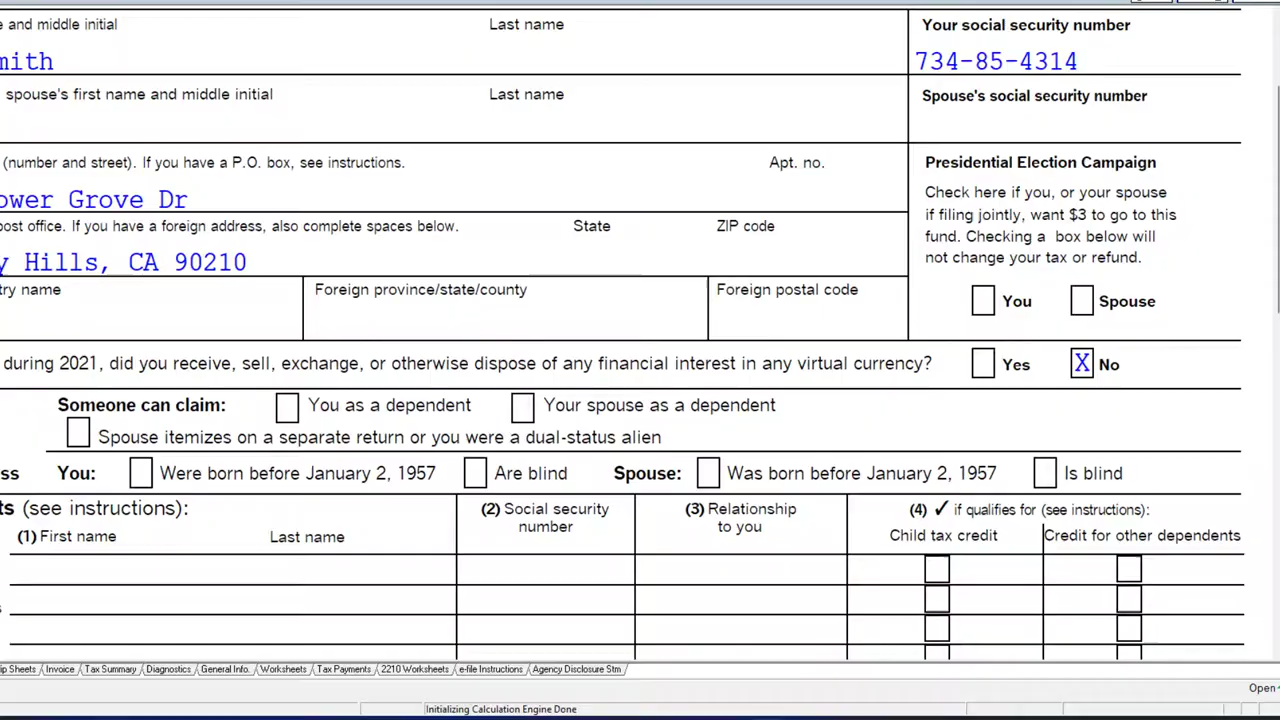 e and middle initial Last name Your social security number
mith 734-85-4314
spouse's first name and middle initial Last name Spouse's social security number
(number and street). If you have a P.O. box, see instructions. Apt. no. Presidential Election Campaign
ower Grove Dr
Check here if you, or your spouse
if filing jointly, want $3 to go to this
fund. Checking a box below will
not change your tax or refund.
post office. If you have a foreign address, also complete spaces below. State ZIP code
y Hills, CA 90210
try name Foreign province/state/county Foreign postal code
You Spouse
during 2021, did you receive, sell, exchange, or otherwise dispose of any financial interest in any virtual currency? Yes X No
Someone can claim: You as a dependent Your spouse as a dependent
Spouse itemizes on a separate return or you were a dual-status alien
ss You: Were born before January 2, 1957 Are blind Spouse: Was born before January 2, 1957 Is blind
ts (see instructions): (2) Social security number (3) Relationship to you (4) ✓ if qualifies for (see instructions):
(1) First name Last name Child tax credit Credit for other dependents
s
ip Sheets Invoice Tax Summary Diagnostics General Info. Worksheets Tax Payments 2210 Worksheets e-file Instructions Agency Disclosure Stm
Open
Initializing Calculation Engine Done